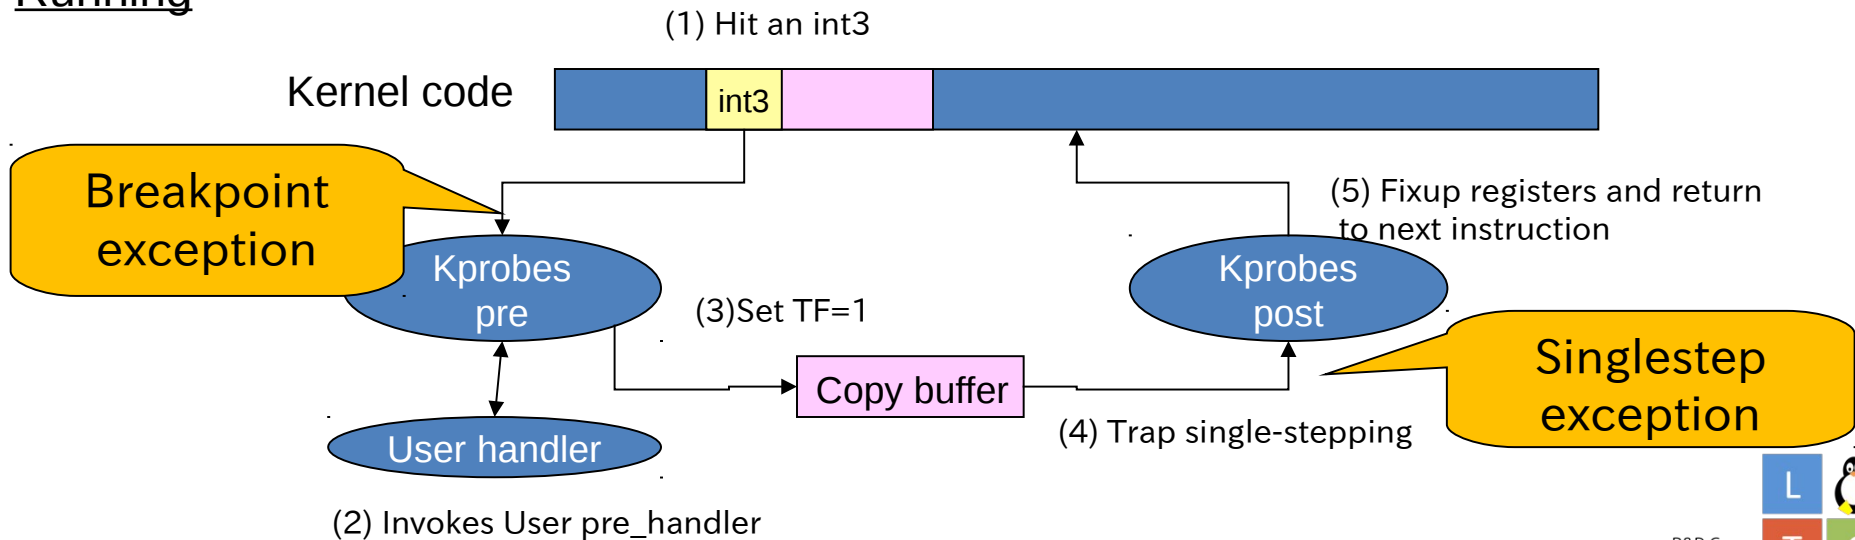 Running
(1) Hit an int3
Kernel code
int3
Breakpoint
exception
(5) Fixup registers and return
to next instruction
Kprobes
pre
Kprobes
post
(3)Set TF=1
Copy buffer
Singlestep
exception
User handler
(4) Trap single-stepping
(2) Invokes User pre_handler
L
T